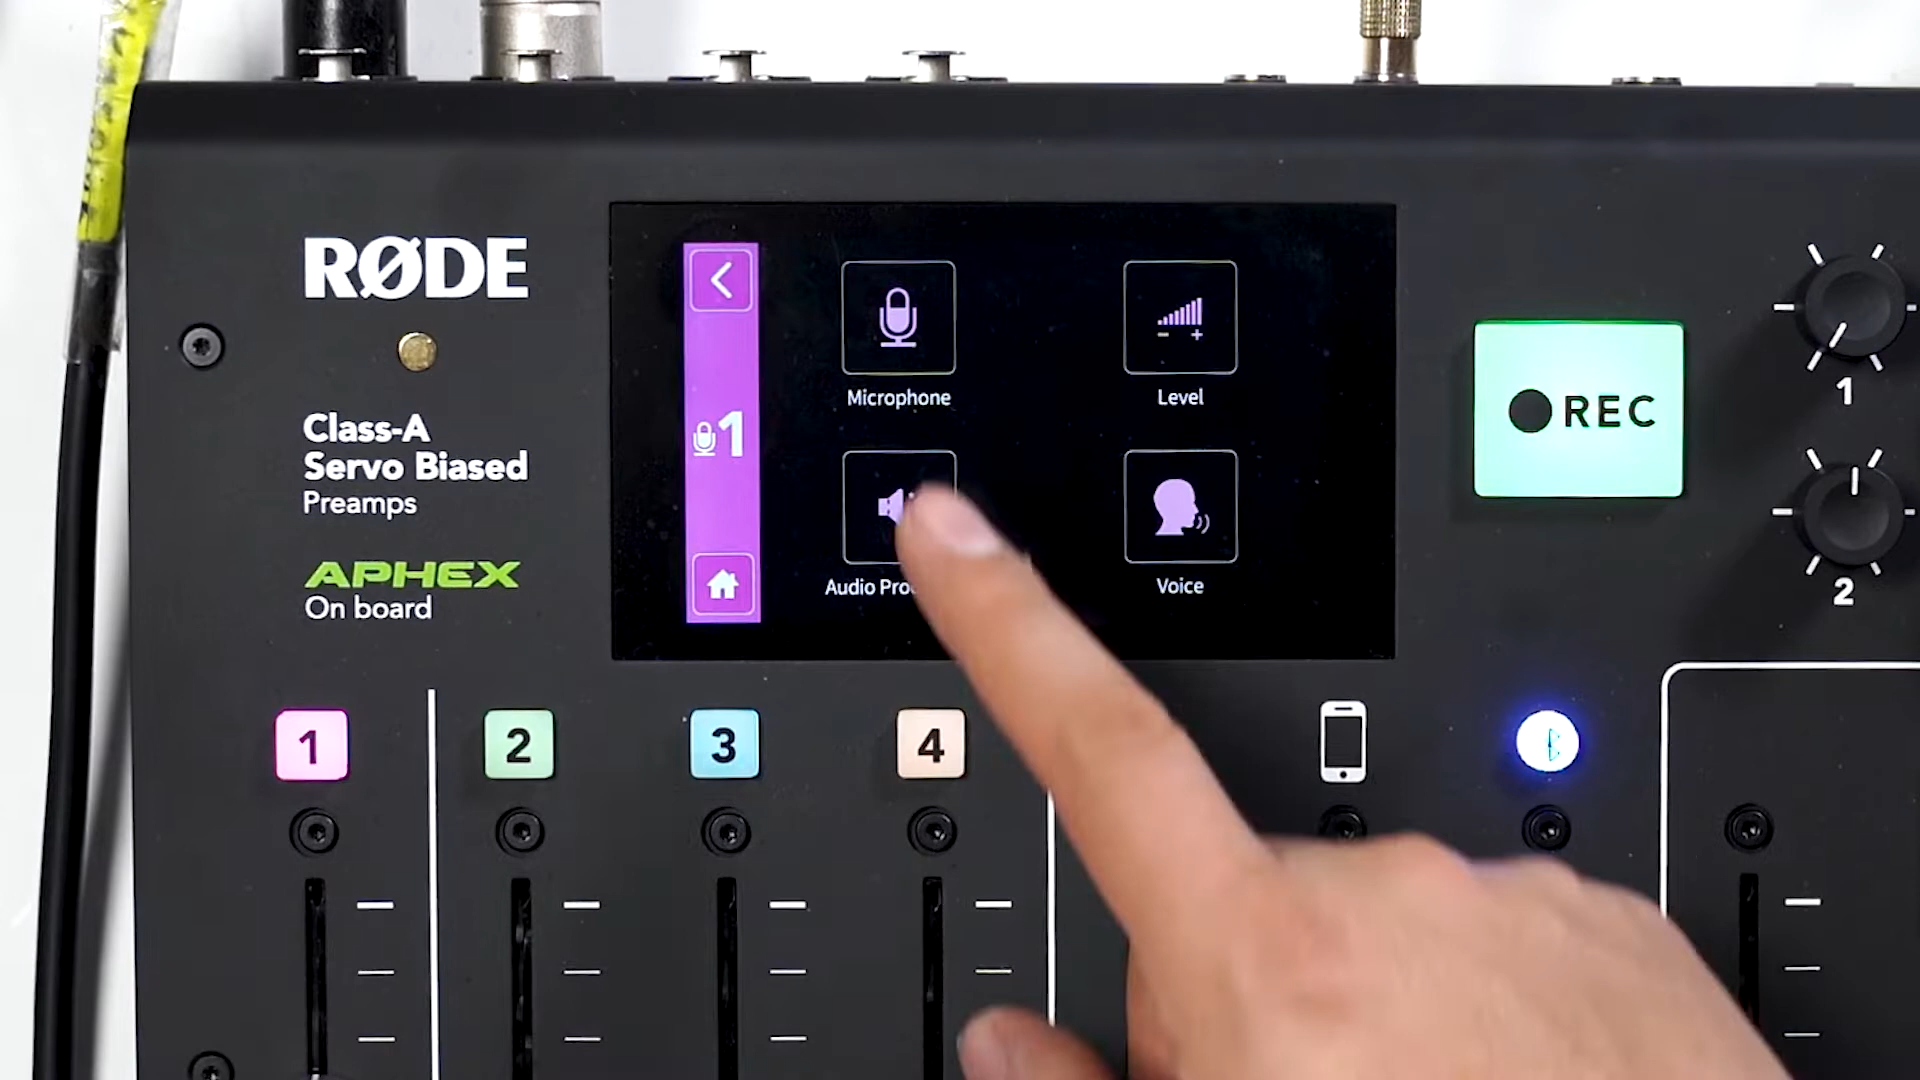 RØDE
Class-A
Servo Biased
Preamps
APHEX
On board
1
Microphone
Level
Audio
Voice
REC
1
2
1
2
3
4